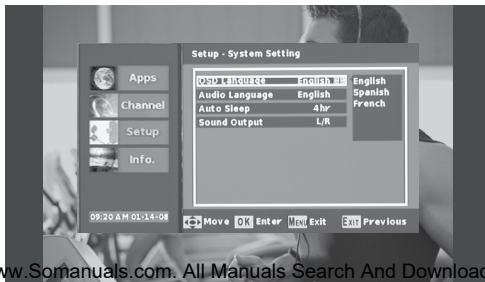 Setup - System Setting
Apps
Channel
Setup
Info.
OSD Language English
Audio Language English
Auto Sleep 4hr
Sound Output L/R
English
Spanish
French
09:20 AM 01-14-08
Move OK Enter MENU Exit EXIT Previous
ww.Somanuals.com. All Manuals Search And Download